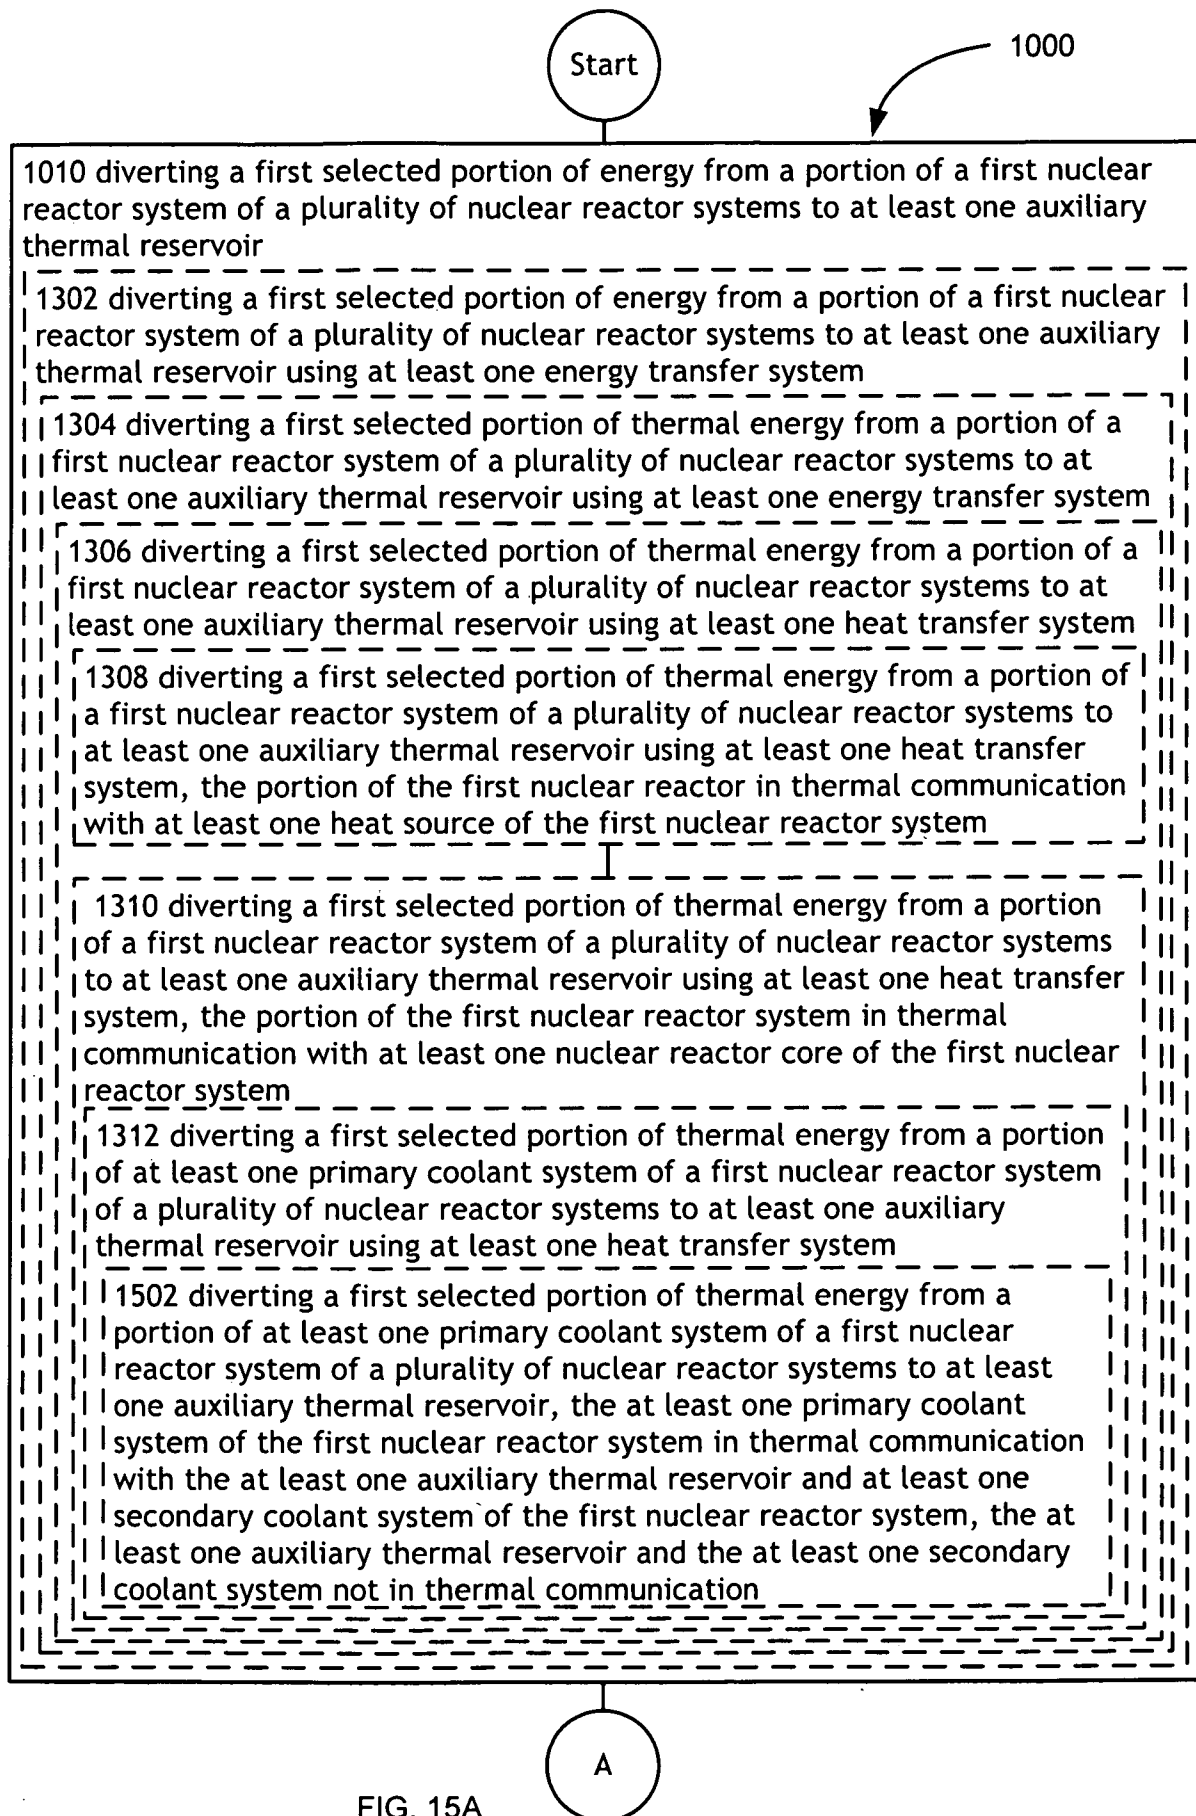 Start
1000
1010 diverting a first selected portion of energy from a portion of a first nuclear
reactor system of a plurality of nuclear reactor systems to at least one auxiliary
thermal reservoir
1302 diverting a first selected portion of energy from a portion of a first nuclear
reactor system of a plurality of nuclear reactor systems to at least one auxiliary
thermal reservoir using at least one energy transfer system
1304 diverting a first selected portion of thermal energy from a portion of a
first nuclear reactor system of a plurality of nuclear reactor systems to at
least one auxiliary thermal reservoir using at least one energy transfer system
1306 diverting a first selected portion of thermal energy from a portion of a
first nuclear reactor system of a plurality of nuclear reactor systems to at
least one auxiliary thermal reservoir using at least one heat transfer system
1308 diverting a first selected portion of thermal energy from a portion of
a first nuclear reactor system of a plurality of nuclear reactor systems to
at least one auxiliary thermal reservoir using at least one heat transfer
system, the portion of the first nuclear reactor in thermal communication
with at least one heat source of the first nuclear reactor system
1310 diverting a first selected portion of thermal energy from a portion
of a first nuclear reactor system of a plurality of nuclear reactor systems
to at least one auxiliary thermal reservoir using at least one heat transfer
system, the portion of the first nuclear reactor system in thermal
communication with at least one nuclear reactor core of the first nuclear
reactor system
1312 diverting a first selected portion of thermal energy from a portion
of at least one primary coolant system of a first nuclear reactor system
of a plurality of nuclear reactor systems to at least one auxiliary
thermal reservoir using at least one heat transfer system
1502 diverting a first selected portion of thermal energy from a
portion of at least one primary coolant system of a first nuclear
reactor system of a plurality of nuclear reactor systems to at least
one auxiliary thermal reservoir, the at least one primary coolant
system of the first nuclear reactor system in thermal communication
with the at least one auxiliary thermal reservoir and at least one
secondary coolant system of the first nuclear reactor system, the at
least one auxiliary thermal reservoir and the at least one secondary
coolant system not in thermal communication
A
FIG. 15A